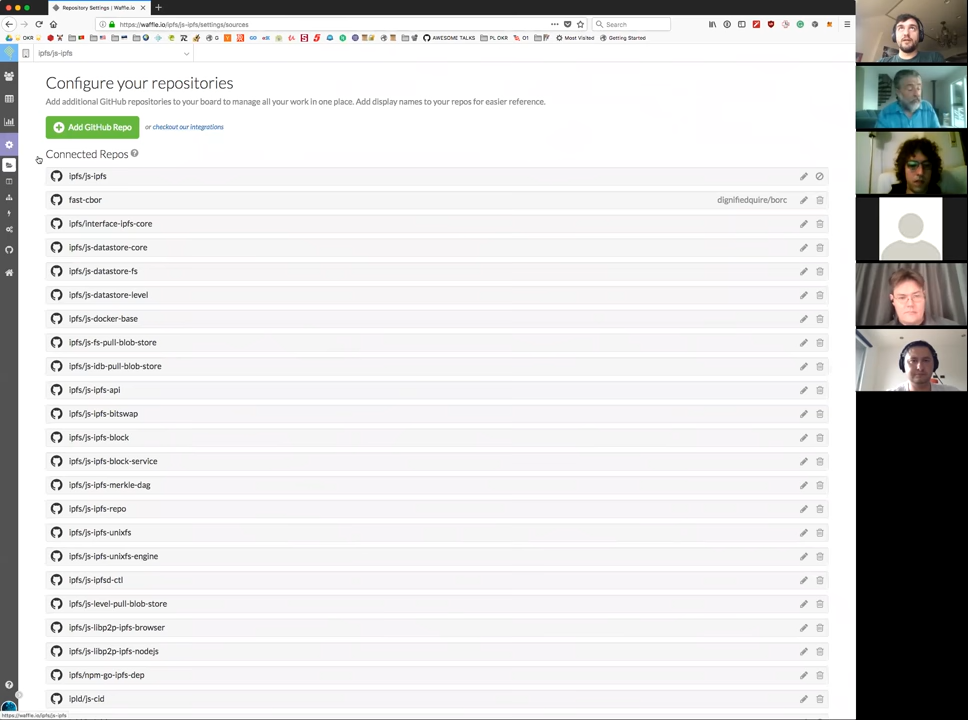 Repository Settings | Waffle.io
https://waffle.io/ipfs/js-ipfs/settings/sources
Search
OKR
AWESOME TALKS
PL OKR
O1
Most Visited
Getting Started
ipfs/js-ipfs
Configure your repositories
Add additional GitHub repositories to your board to manage all your work in one place. Add display names to your repos for easier reference.
Add GitHub Repo or checkout our integrations
Connected Repos
ipfs/js-ipfs
fast-cbor dignifiedquire/borc
ipfs/interface-ipfs-core
ipfs/js-datastore-core
ipfs/js-datastore-fs
ipfs/js-datastore-level
ipfs/js-docker-base
ipfs/js-fs-pull-blob-store
ipfs/js-idb-pull-blob-store
ipfs/js-ipfs-api
ipfs/js-ipfs-bitswap
ipfs/js-ipfs-block
ipfs/js-ipfs-block-service
ipfs/js-ipfs-merkle-dag
ipfs/js-ipfs-repo
ipfs/js-ipfs-unixfs
ipfs/js-ipfs-unixfs-engine
ipfs/js-ipfsd-ctl
ipfs/js-level-pull-blob-store
ipfs/js-libp2p-ipfs-browser
ipfs/js-libp2p-ipfs-nodejs
ipfs/npm-go-ipfs-dep
ipld/js-cid
https://waffle.io/ipfs/js-ipfs